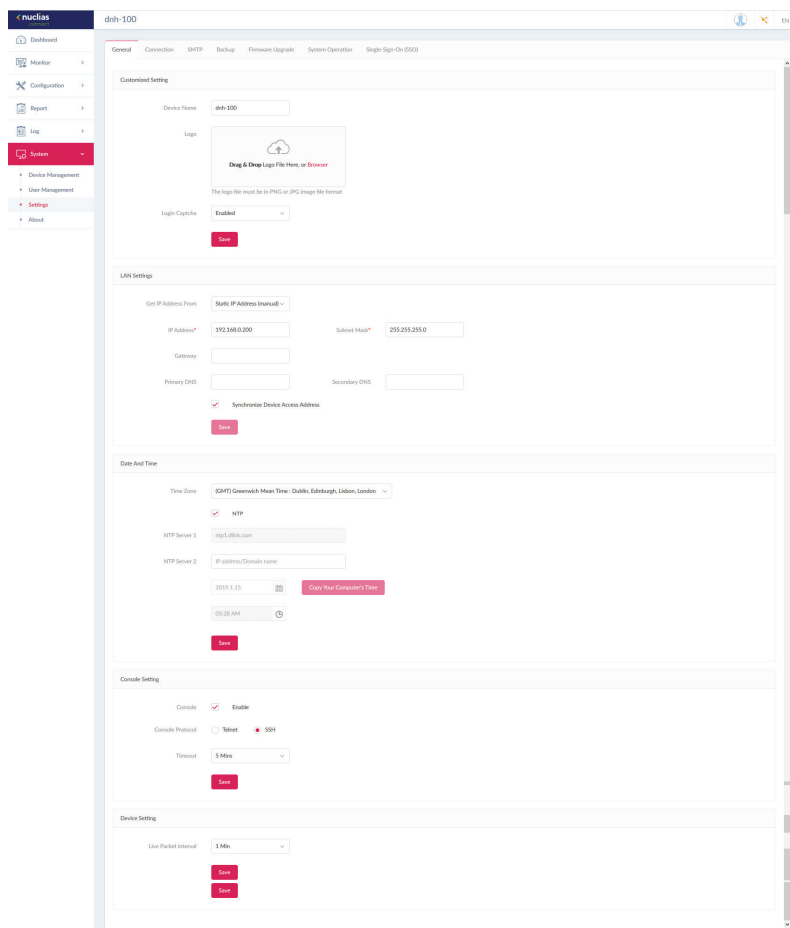 nuclias
connect
dnh-100
EN
Dashboard
Monitor
Configuration
Report
Log
System
Device Management
User Management
Settings
About
General Connection SMTP Backup Firmware Upgrade System Operation Single-Sign-On (SSO)
Customized Setting
Device Name dnh-100
Logo
Drag & Drop Logo File Here, or Browser
The logo file must be in PNG or JPG image file format
Login Captcha Enabled
Save
LAN Settings
Get IP Address From Static IP Address (manual)
IP Address* 192.168.0.200 Subnet Mask* 255.255.255.0
Gateway
Primary DNS Secondary DNS
Synchronize Device Access Address
Save
Date And Time
Time Zone (GMT) Greenwich Mean Time : Dublin, Edinburgh, Lisbon, London
NTP
NTP Server 1 ntp1.dlink.com
NTP Server 2 IP address/Domain name
2019.1.15 Copy Your Computer's Time
05:28 AM
Save
Console Setting
Console Enable
Console Protocol Telnet SSH
Timeout 5 Mins
Save
Device Setting
Live Packet Interval 1 Min
Save
Save